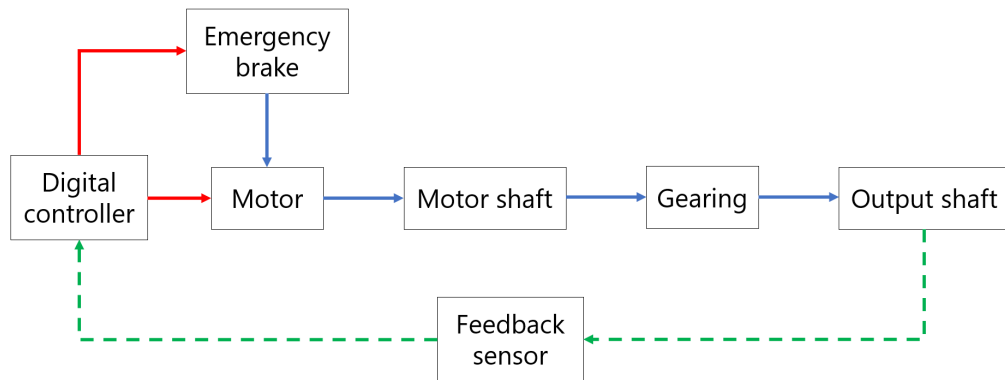 Emergency
brake
Digital
controller
Motor
Motor shaft
Gearing
Output shaft
Feedback
sensor